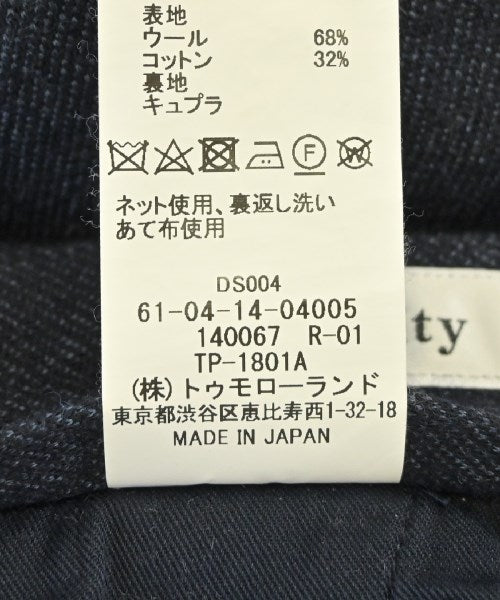 表地
ウール 68%
コットン 32%
裏地
キュプラ
F
W
ネット使用、裏返し洗い
あて布使用
DS004
61-04-14-04005
140067 R-01
TP-1801A
(株)トゥモローランド
東京都渋谷区恵比寿西1-32-18
MADE IN JAPAN
ty